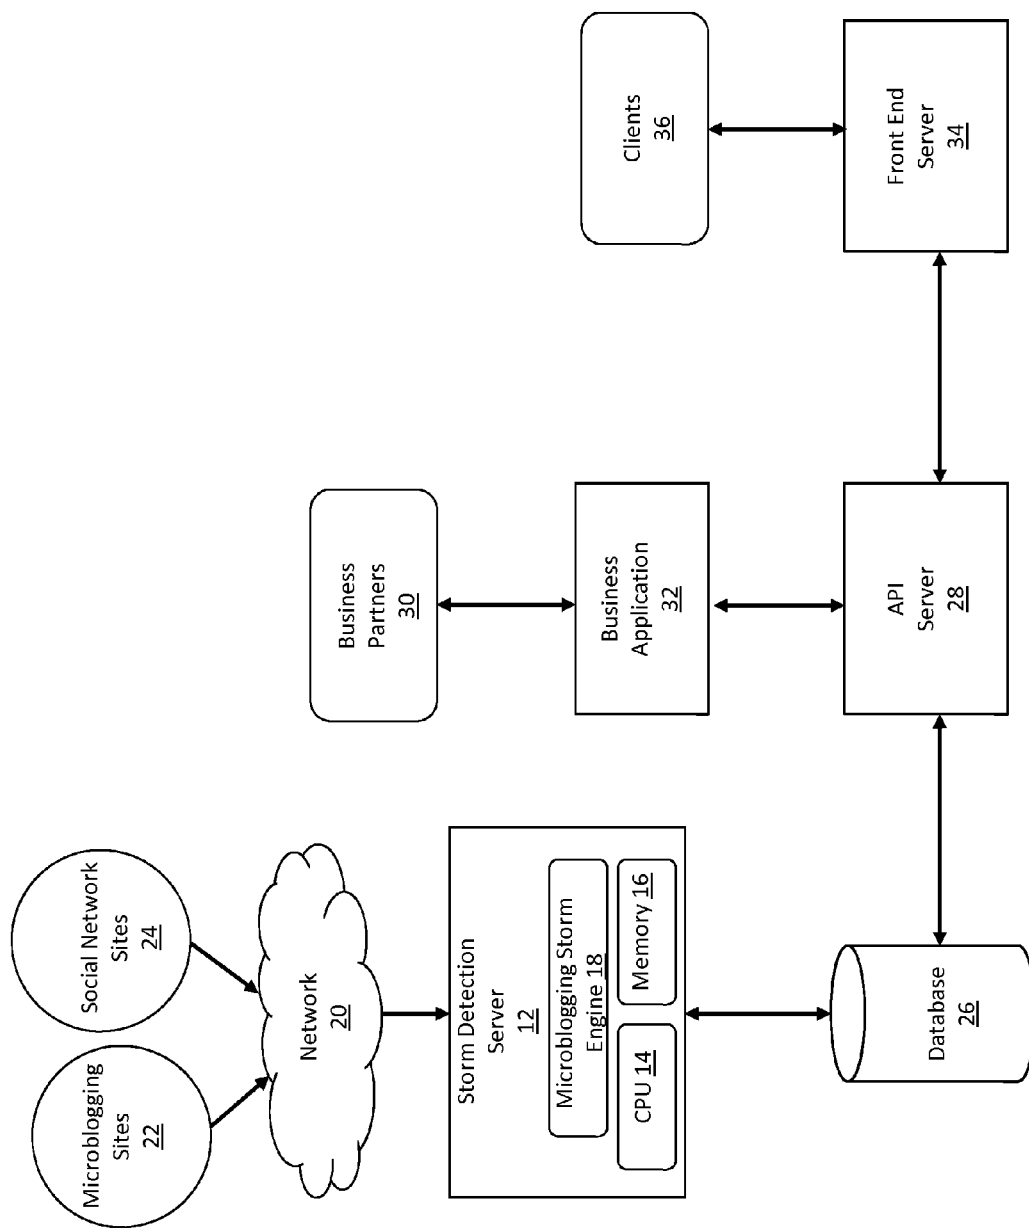 Microblogging
Sites
22
Social Network
Sites
24
Network
20
Storm Detection
Server
12
Microblogging Storm
Engine 18
CPU 14
Memory 16
Database
26
Business
Partners
30
Business
Application
32
API
Server
28
Clients
36
Front End
Server
34